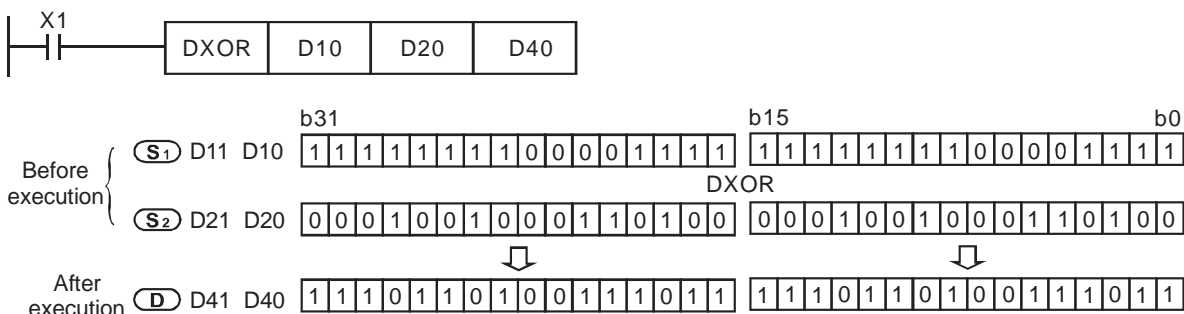 X1
DXOR D10 D20 D40
b31 b15 b0
S1 D11 D10 1 1 1 1 1 1 1 1 0 0 0 0 1 1 1 1 1 1 1 1 1 1 1 1 0 0 0 0 1 1 1 1
Before
execution
DXOR
S2 D21 D20 0 0 0 1 0 0 1 0 0 0 1 1 0 1 0 0 0 0 0 1 0 0 1 0 0 0 1 1 0 1 0 0
After
execution
D D41 D40 1 1 1 0 1 1 0 1 0 0 1 1 1 0 1 1 1 1 1 0 1 1 0 1 0 0 1 1 1 0 1 1